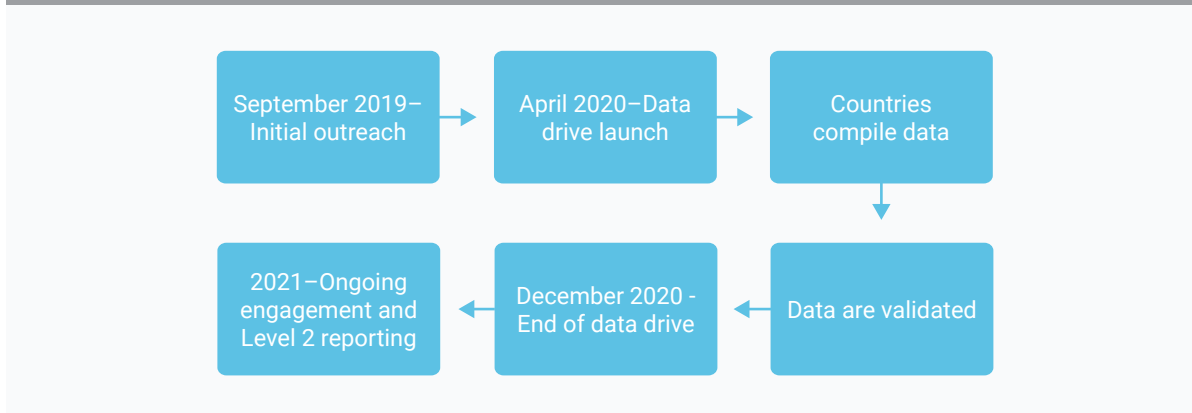 September 2019–
Initial outreach
April 2020–Data
drive launch
Countries
compile data
Data are validated
December 2020 -
End of data drive
2021–Ongoing
engagement and
Level 2 reporting